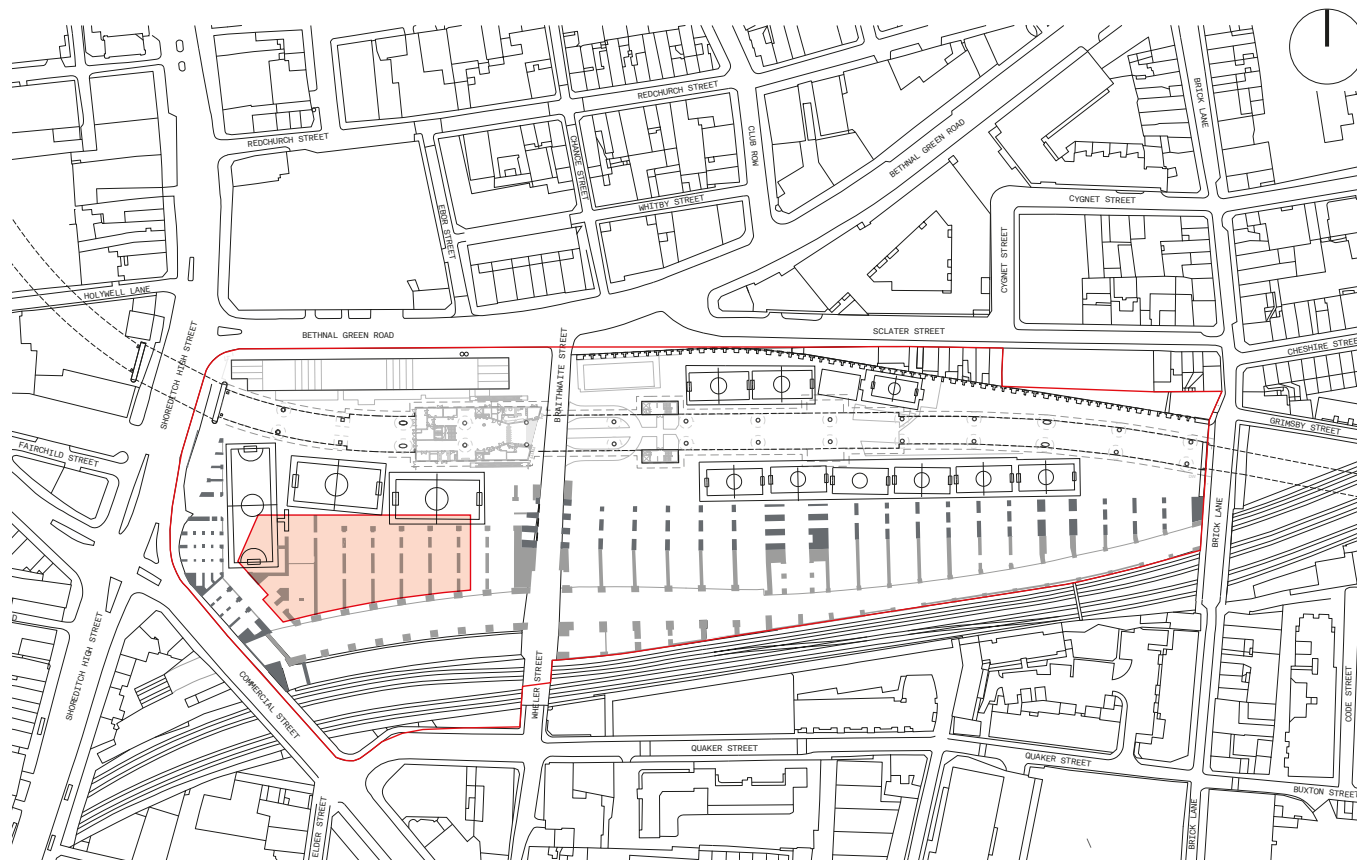 REDCHURCH STREET
BRICK LANE
REDCHURCH STREET
CLUB ROW
BETHNAL GREEN ROAD
CHANCE STREET
WHITBY STREET
CYGNET STREET
EBOR STREET
CYGNET STREET
HOLYWELL LANE
SHOREDITCH HIGH STREET
BETHNAL GREEN ROAD
BRAITHWAITE STREET
SCLATER STREET
CHESHIRE STREET
GRIMSBY STREET
FAIRCHILD STREET
BRICK LANE
SHOREDITCH HIGH STREET
COMMERCIAL STREET
WHELER STREET
CODE STREET
QUAKER STREET
QUAKER STREET
BUXTON STREET
ELDER STREET
BRICK LANE